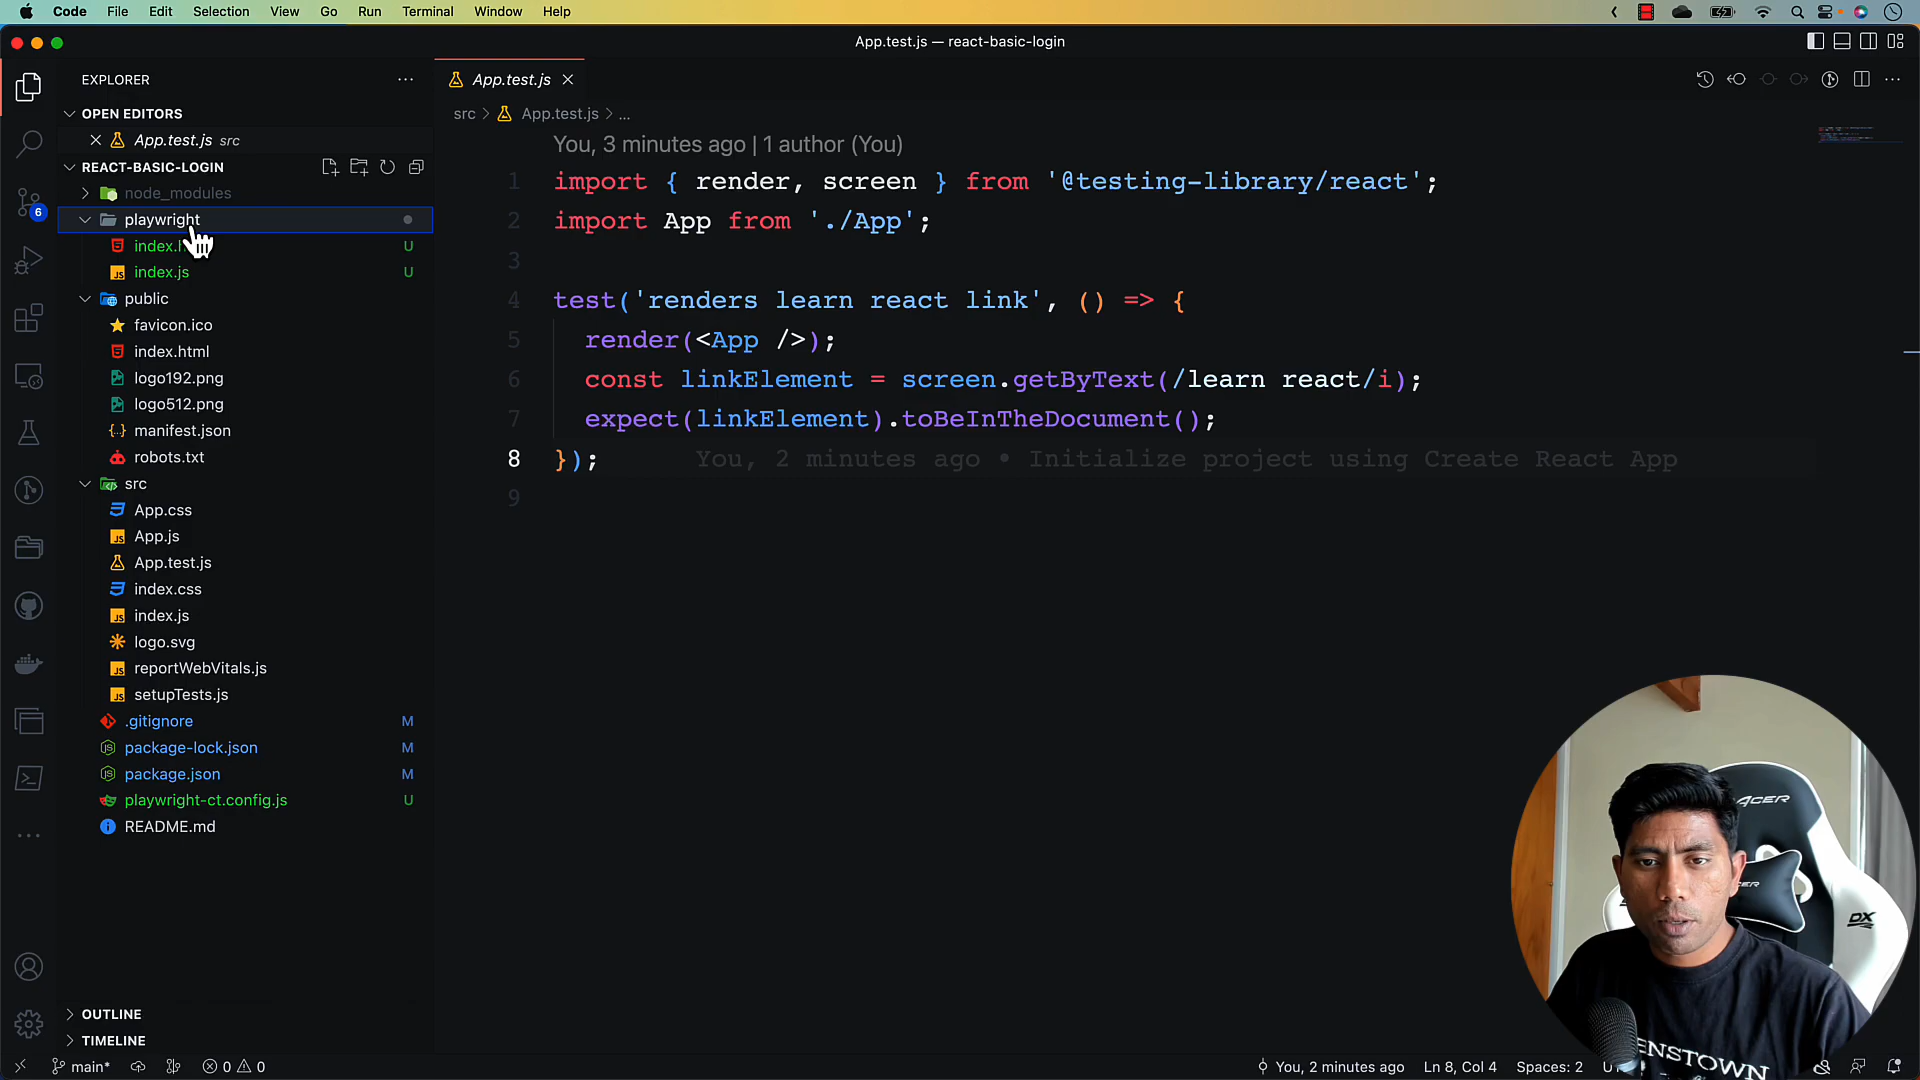 Code File Edit Selection View Go Run Terminal Window Help
App.test.js — react-basic-login
EXPLORER
OPEN EDITORS
App.test.js src
REACT-BASIC-LOGIN
node_modules
playwright
index.h
U
index.js
U
public
favicon.ico
index.html
logo192.png
logo512.png
manifest.json
robots.txt
src
App.css
App.js
App.test.js
index.css
index.js
logo.svg
reportWebVitals.js
setupTests.js
.gitignore M
package-lock.json M
package.json M
playwright-ct.config.js U
README.md
OUTLINE
TIMELINE
6
App.test.js
src > App.test.js > ...
You, 3 minutes ago | 1 author (You)
1 import { render, screen } from '@testing-library/react';
2 import App from './App';
3
4 test('renders learn react link', () => {
5 render(<App />);
6 const linkElement = screen.getByText(/learn react/i);
7 expect(linkElement).toBeInTheDocument();
8 }); You, 2 minutes ago • Initialize project using Create React App
9
main* 0 0
You, 2 minutes ago Ln 8, Col 4 Spaces: 2
ACER
DX
ENSTOWN